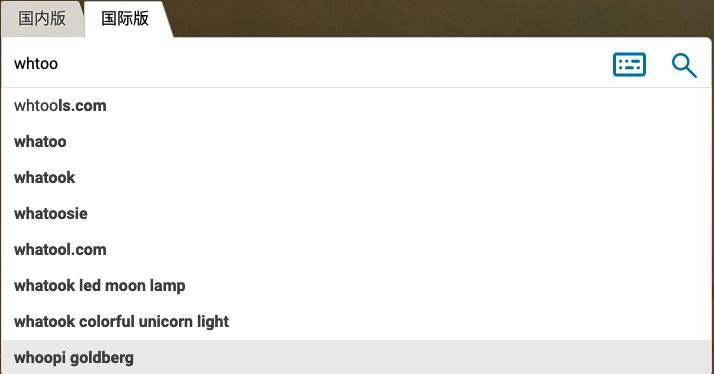 国内版 国际版
whtoo
whtools.com
whatoo
whatook
whatoosie
whatool.com
whatook led moon lamp
whatook colorful unicorn light
whoopi goldberg